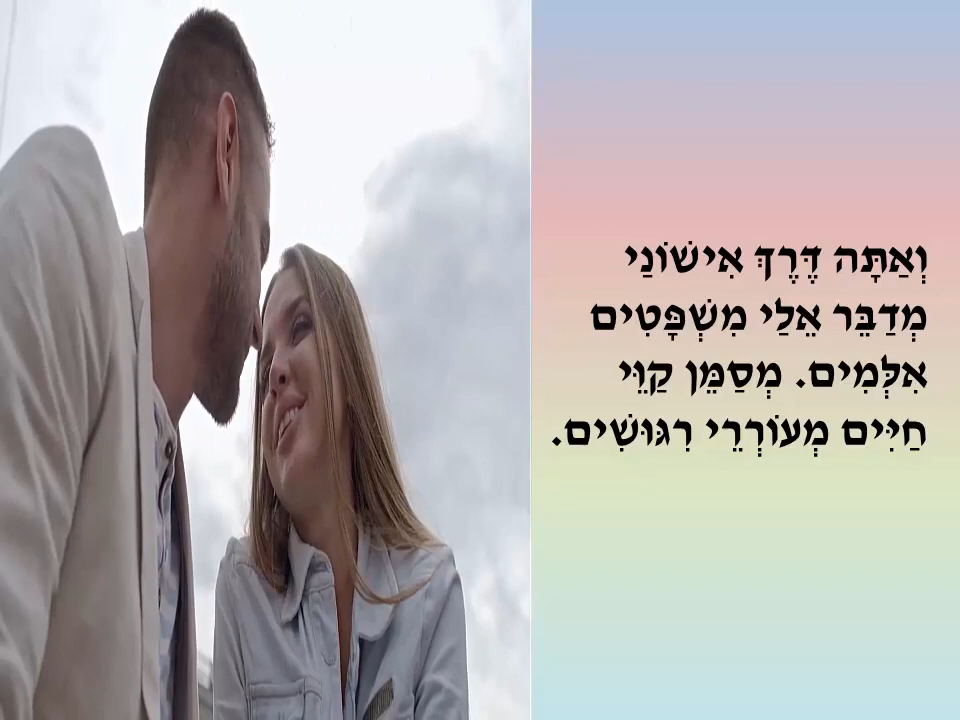 וְאַתָּה דֶּרֶךְ אִישׁוֹנַי
מְדַבֵּר אֵלַי מִשְׁפָּטִים
אִלְּמִים. מְסַמֵּן קַוֵּי
חַיִּים מְעוֹרְרֵי רִגּוּשִׁים.